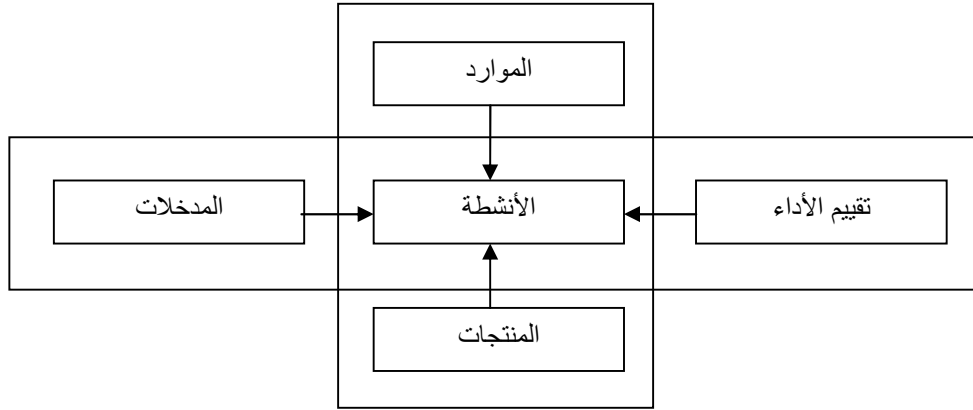 الموارد
المدخلات
الأنشطة
تقييم الأداء
المنتجات